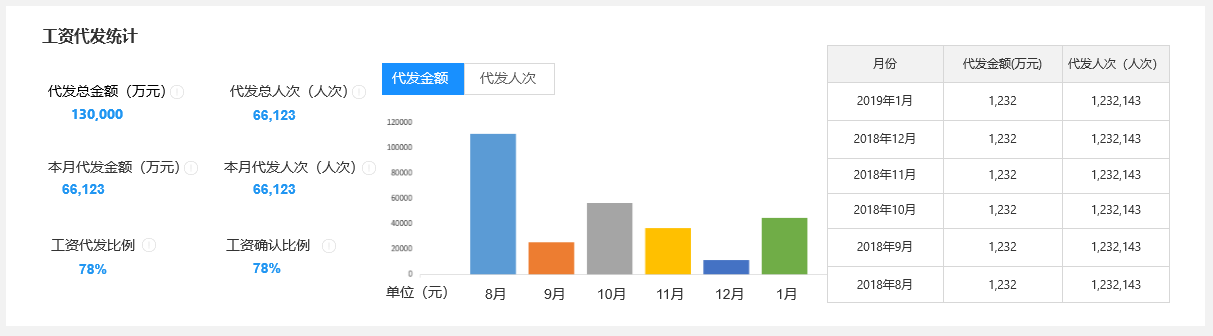 工资代发统计
代发总金额（万元）
130,000
代发总人次（人次）
66,123
本月代发金额（万元）
66,123
本月代发人次（人次）
66,123
工资代发比例
78%
工资确认比例
78%
代发金额 代发人次
120000
100000
80000
60000
40000
20000
0
单位（元） 8月 9月 10月 11月 12月 1月
月份 代发金额(万元) 代发人次（人次）
2019年1月 1,232 1,232,143
2018年12月 1,232 1,232,143
2018年11月 1,232 1,232,143
2018年10月 1,232 1,232,143
2018年9月 1,232 1,232,143
2018年8月 1,232 1,232,143